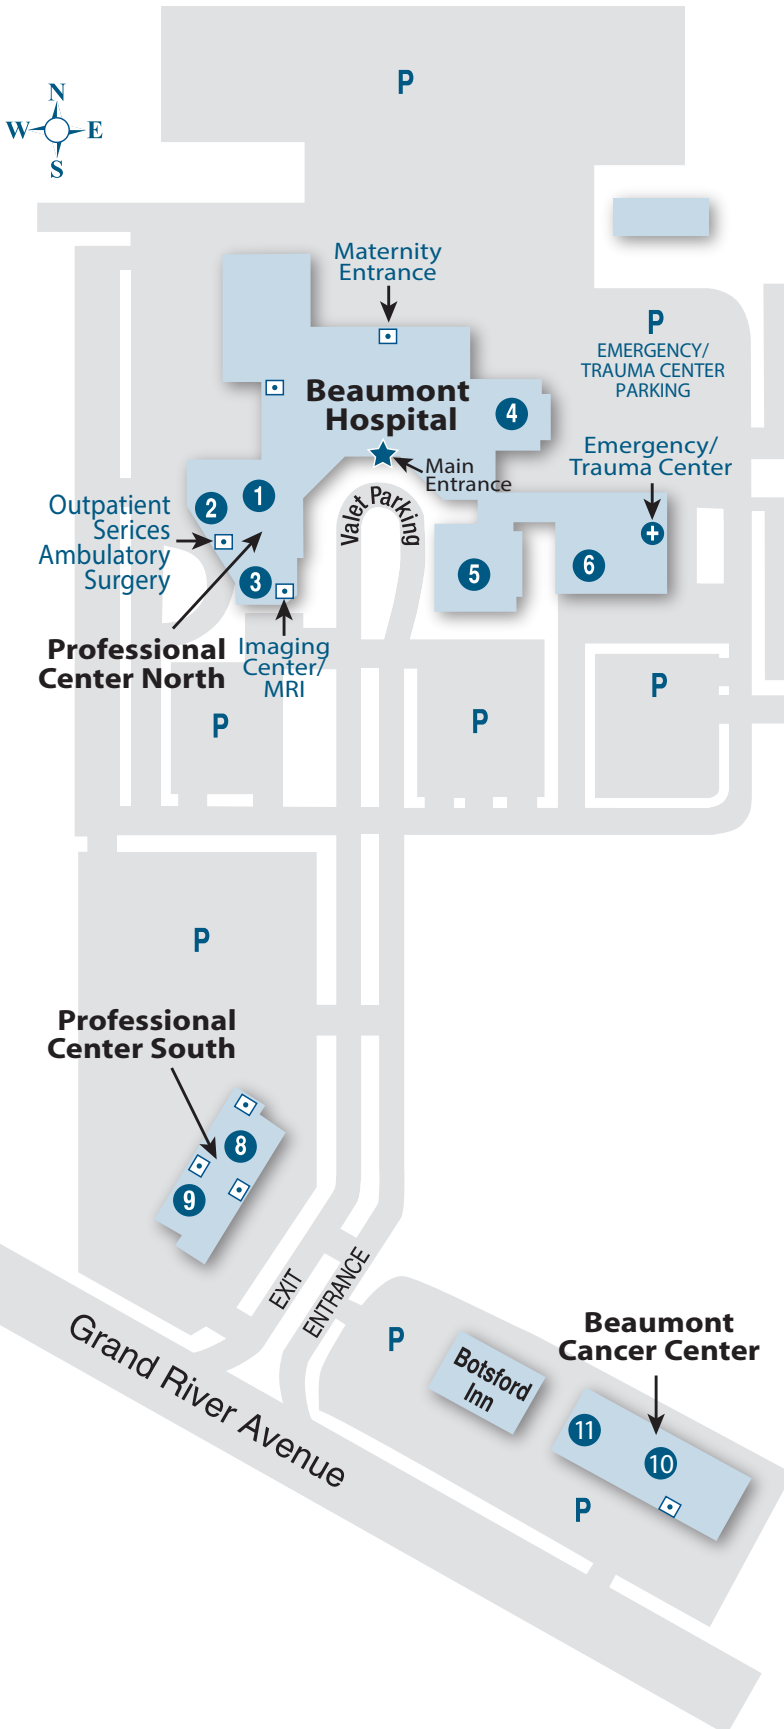 P
N
W
E
S
Maternity
Entrance
P
EMERGENCY/
TRAUMA CENTER
PARKING
Beaumont
Hospital
4
Main
Entrance
Emergency/
Trauma Center
Valet Parking
1
2
Outpatient
Serices
Ambulatory
Surgery
3
5
6
Professional
Center North
Imaging
Center/
MRI
P
P
P
P
Professional
Center South
8
9
EXIT
ENTRANCE
Grand River Avenue
P
Botsford
Inn
Beaumont
Cancer Center
11
10
P